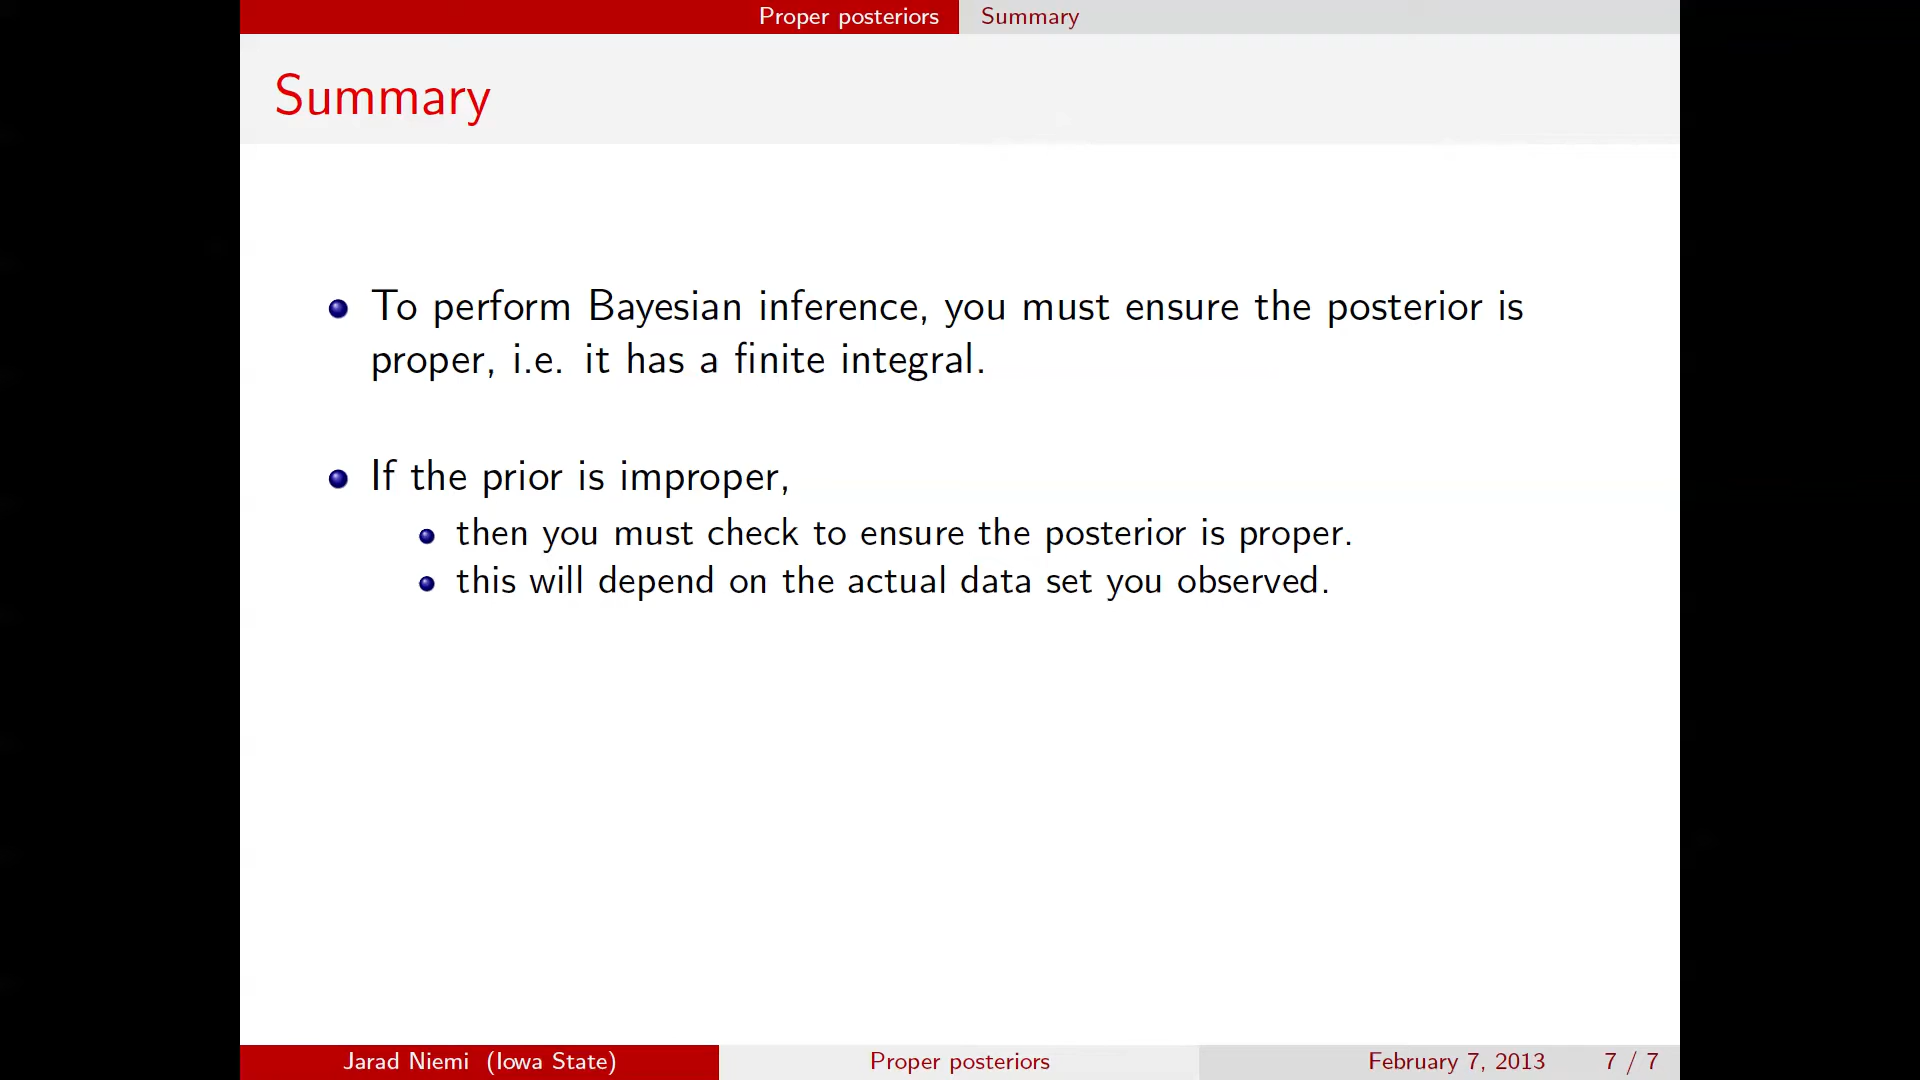 Proper posteriors Summary
Summary
To perform Bayesian inference, you must ensure the posterior is
proper, i.e. it has a finite integral.
If the prior is improper,
then you must check to ensure the posterior is proper.
this will depend on the actual data set you observed.
Jarad Niemi (Iowa State) Proper posteriors February 7, 2013 7 / 7